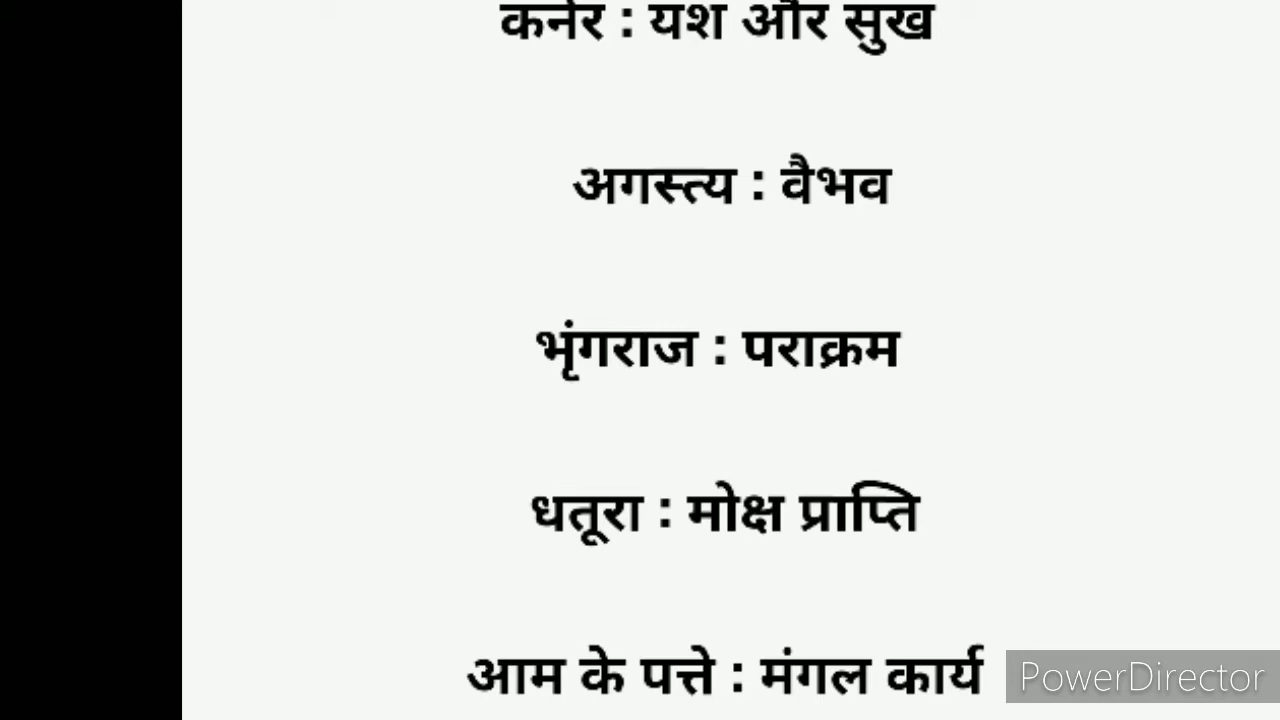 कनेर : यश और सुख
अगस्त्य : वैभव
भृंगराज : पराक्रम
धतूरा : मोक्ष प्राप्ति
आम के पत्ते : मंगल कार्य
PowerDirector